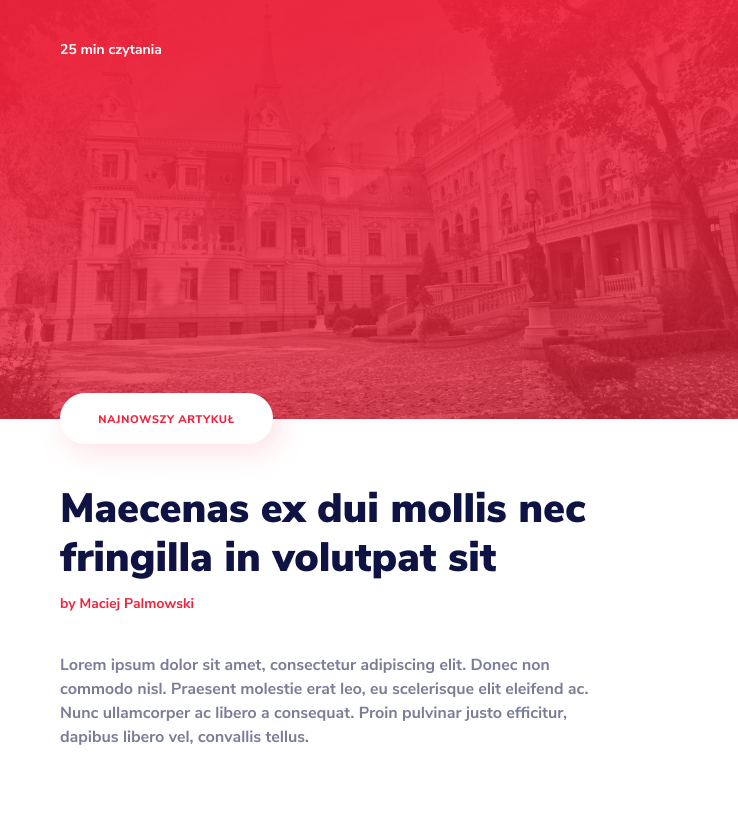 25 min czytania
NAJNOWSZY ARTYKUŁ
Maecenas ex dui mollis nec
fringilla in volutpat sit
by Maciej Palmowski
Lorem ipsum dolor sit amet, consectetur adipiscing elit. Donec non
commodo nisl. Praesent molestie erat leo, eu scelerisque elit eleifend ac.
Nunc ullamcorper ac libero a consequat. Proin pulvinar justo efficitur,
dapibus libero vel, convallis tellus.